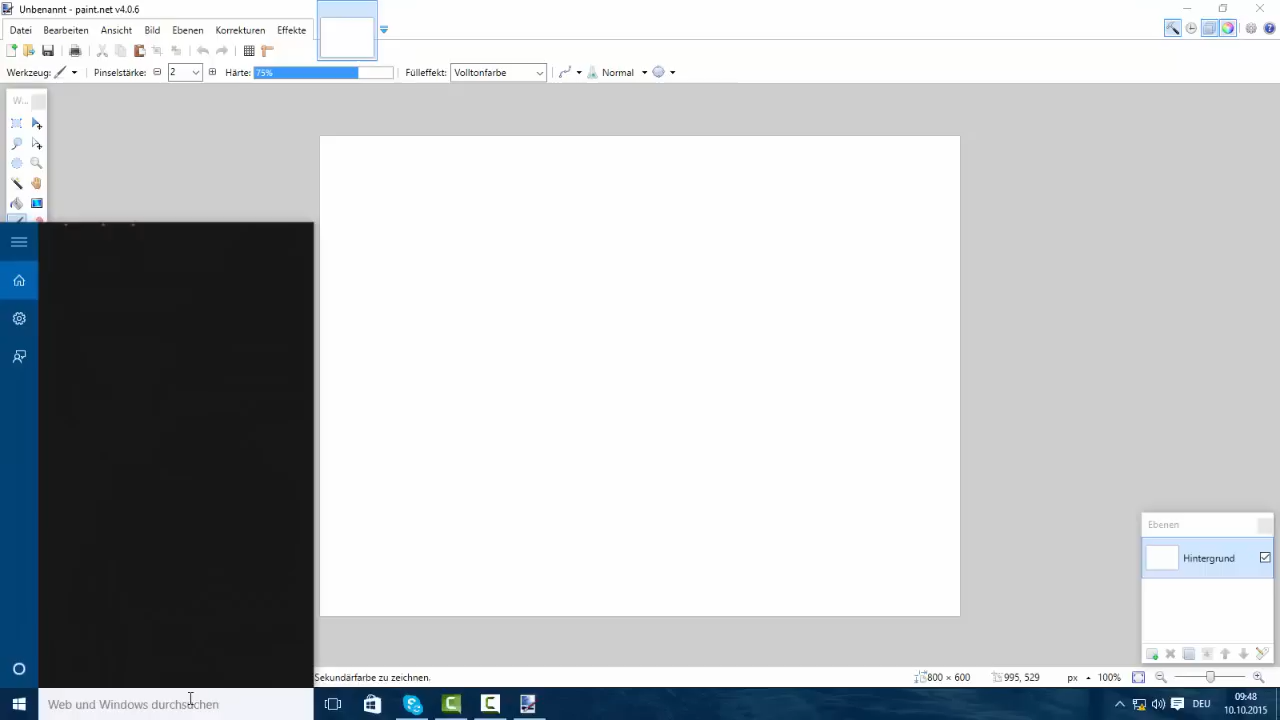 Unbenannt - paint.net v4.0.6
Datei Bearbeiten Ansicht Bild Ebenen Korrekturen Effekte
Werkzeug: Pinselstärke: 2 Härte: 75% Fülleffekt: Volltonfarbe Normal
W...
Ebenen
Hintergrund
Sekundärfarbe zu zeichnen. 800 × 600 995, 529 px 100%
Web und Windows durchsuchen
DEU
09:48
10.10.2015